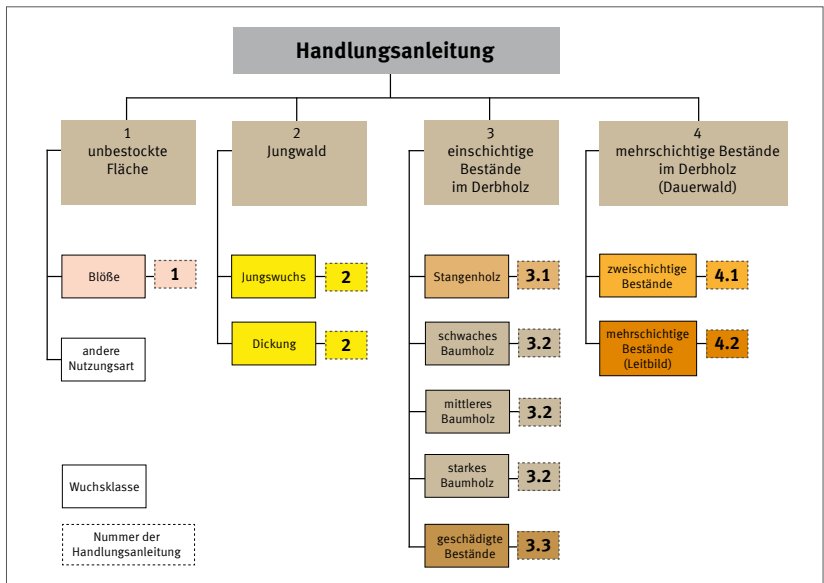 Handlungsanleitung
1
unbestockte
Fläche
2
Jungwald
3
einschichtige
Bestände
im Derbholz
4
mehrschichtige Bestände
im Derbholz
(Dauerwald)
Blöße
1
andere
Nutzungsart
Jungswuchs
2
Dickung
2
Stangenholz
3.1
schwaches
Baumholz
3.2
mittleres
Baumholz
3.2
starkes
Baumholz
3.2
geschädigte
Bestände
3.3
zweischichtige
Bestände
4.1
mehrschichtige
Bestände
(Leitbild)
4.2
Wuchsklasse
Nummer der
Handlungsanleitung